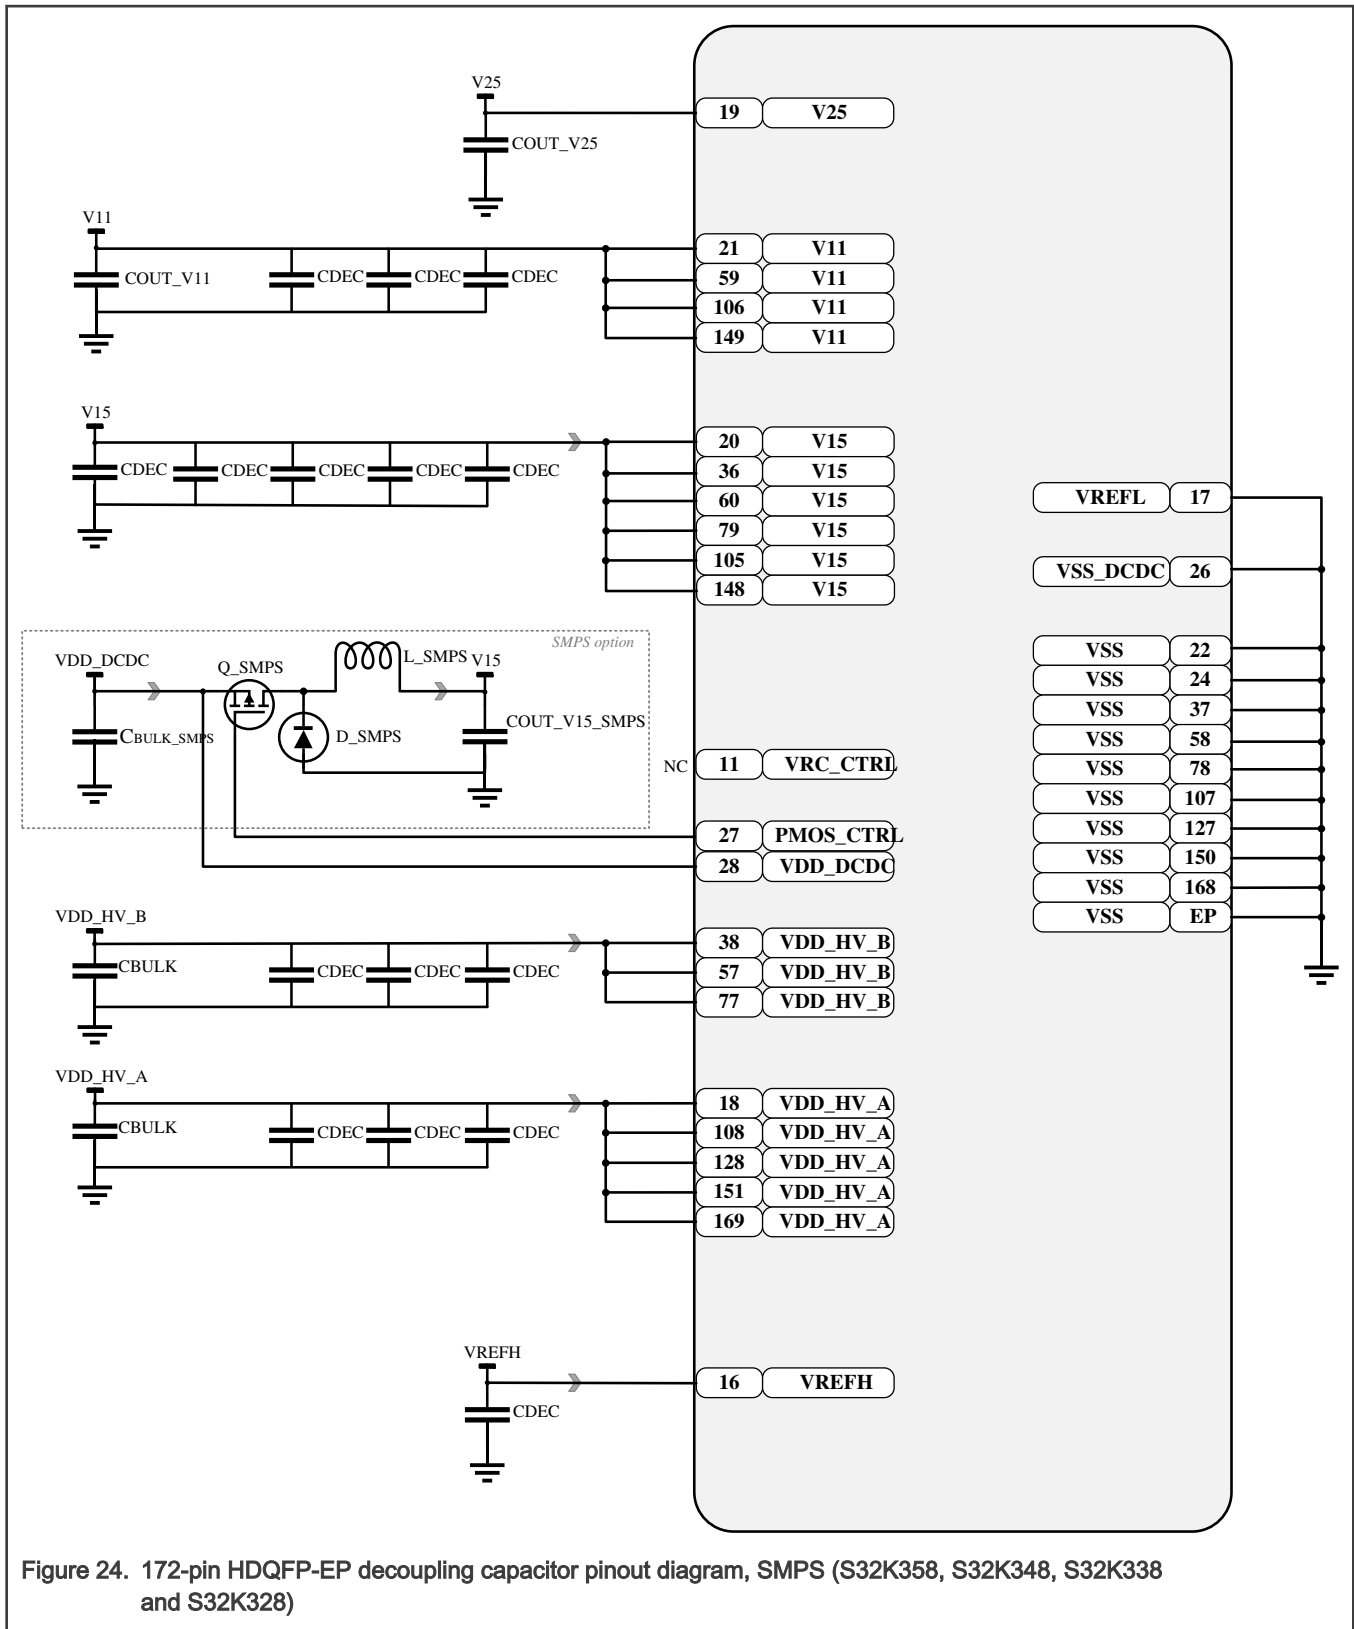 V25
19 V25
COUT_V25
V11
21 V11
COUT_V11 CDEC CDEC CDEC
59 V11
106 V11
149 V11
V15
20 V15
CDEC CDEC CDEC CDEC CDEC
36 V15
60 V15
79 V15
105 V15
148 V15
VREFL 17
VSS_DCDC 26
SMPS option
VDD_DCDC Q_SMPS L_SMPS V15
CBULK_SMPS D_SMPS COUT_V15_SMPS
NC 11 VRC_CTRL
27 PMOS_CTRL
28 VDD_DCDC
VSS 22
VSS 24
VSS 37
VSS 58
VSS 78
VSS 107
VSS 127
VSS 150
VSS 168
VSS EP
VDD_HV_B
38 VDD_HV_B
CBULK CDEC CDEC CDEC
57 VDD_HV_B
77 VDD_HV_B
VDD_HV_A
18 VDD_HV_A
CBULK CDEC CDEC CDEC
108 VDD_HV_A
128 VDD_HV_A
151 VDD_HV_A
169 VDD_HV_A
VREFH
16 VREFH
CDEC
Figure 24. 172-pin HDQFP-EP decoupling capacitor pinout diagram, SMPS (S32K358, S32K348, S32K338
and S32K328)